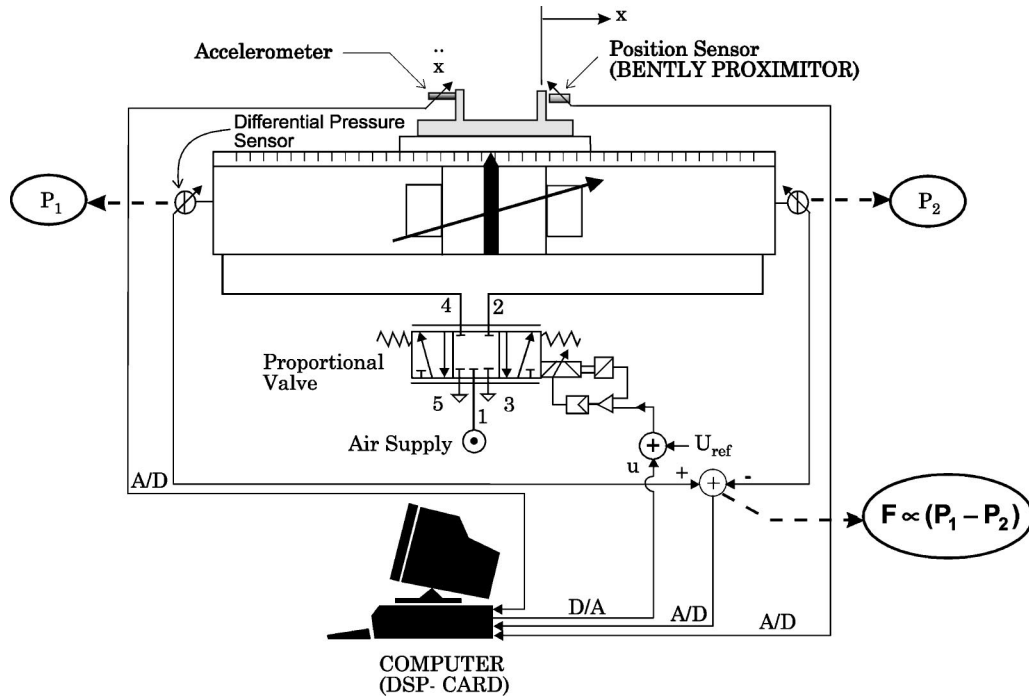 x
Accelerometer
ẍ
Position Sensor
(BENTLY PROXIMITOR)
Differential Pressure
Sensor
P₁
P₂
4
2
Proportional
Valve
5
1
3
Air Supply
U_ref
u
+
-
+
+
A/D
F ∝ (P₁ – P₂)
D/A
A/D
A/D
COMPUTER
(DSP- CARD)